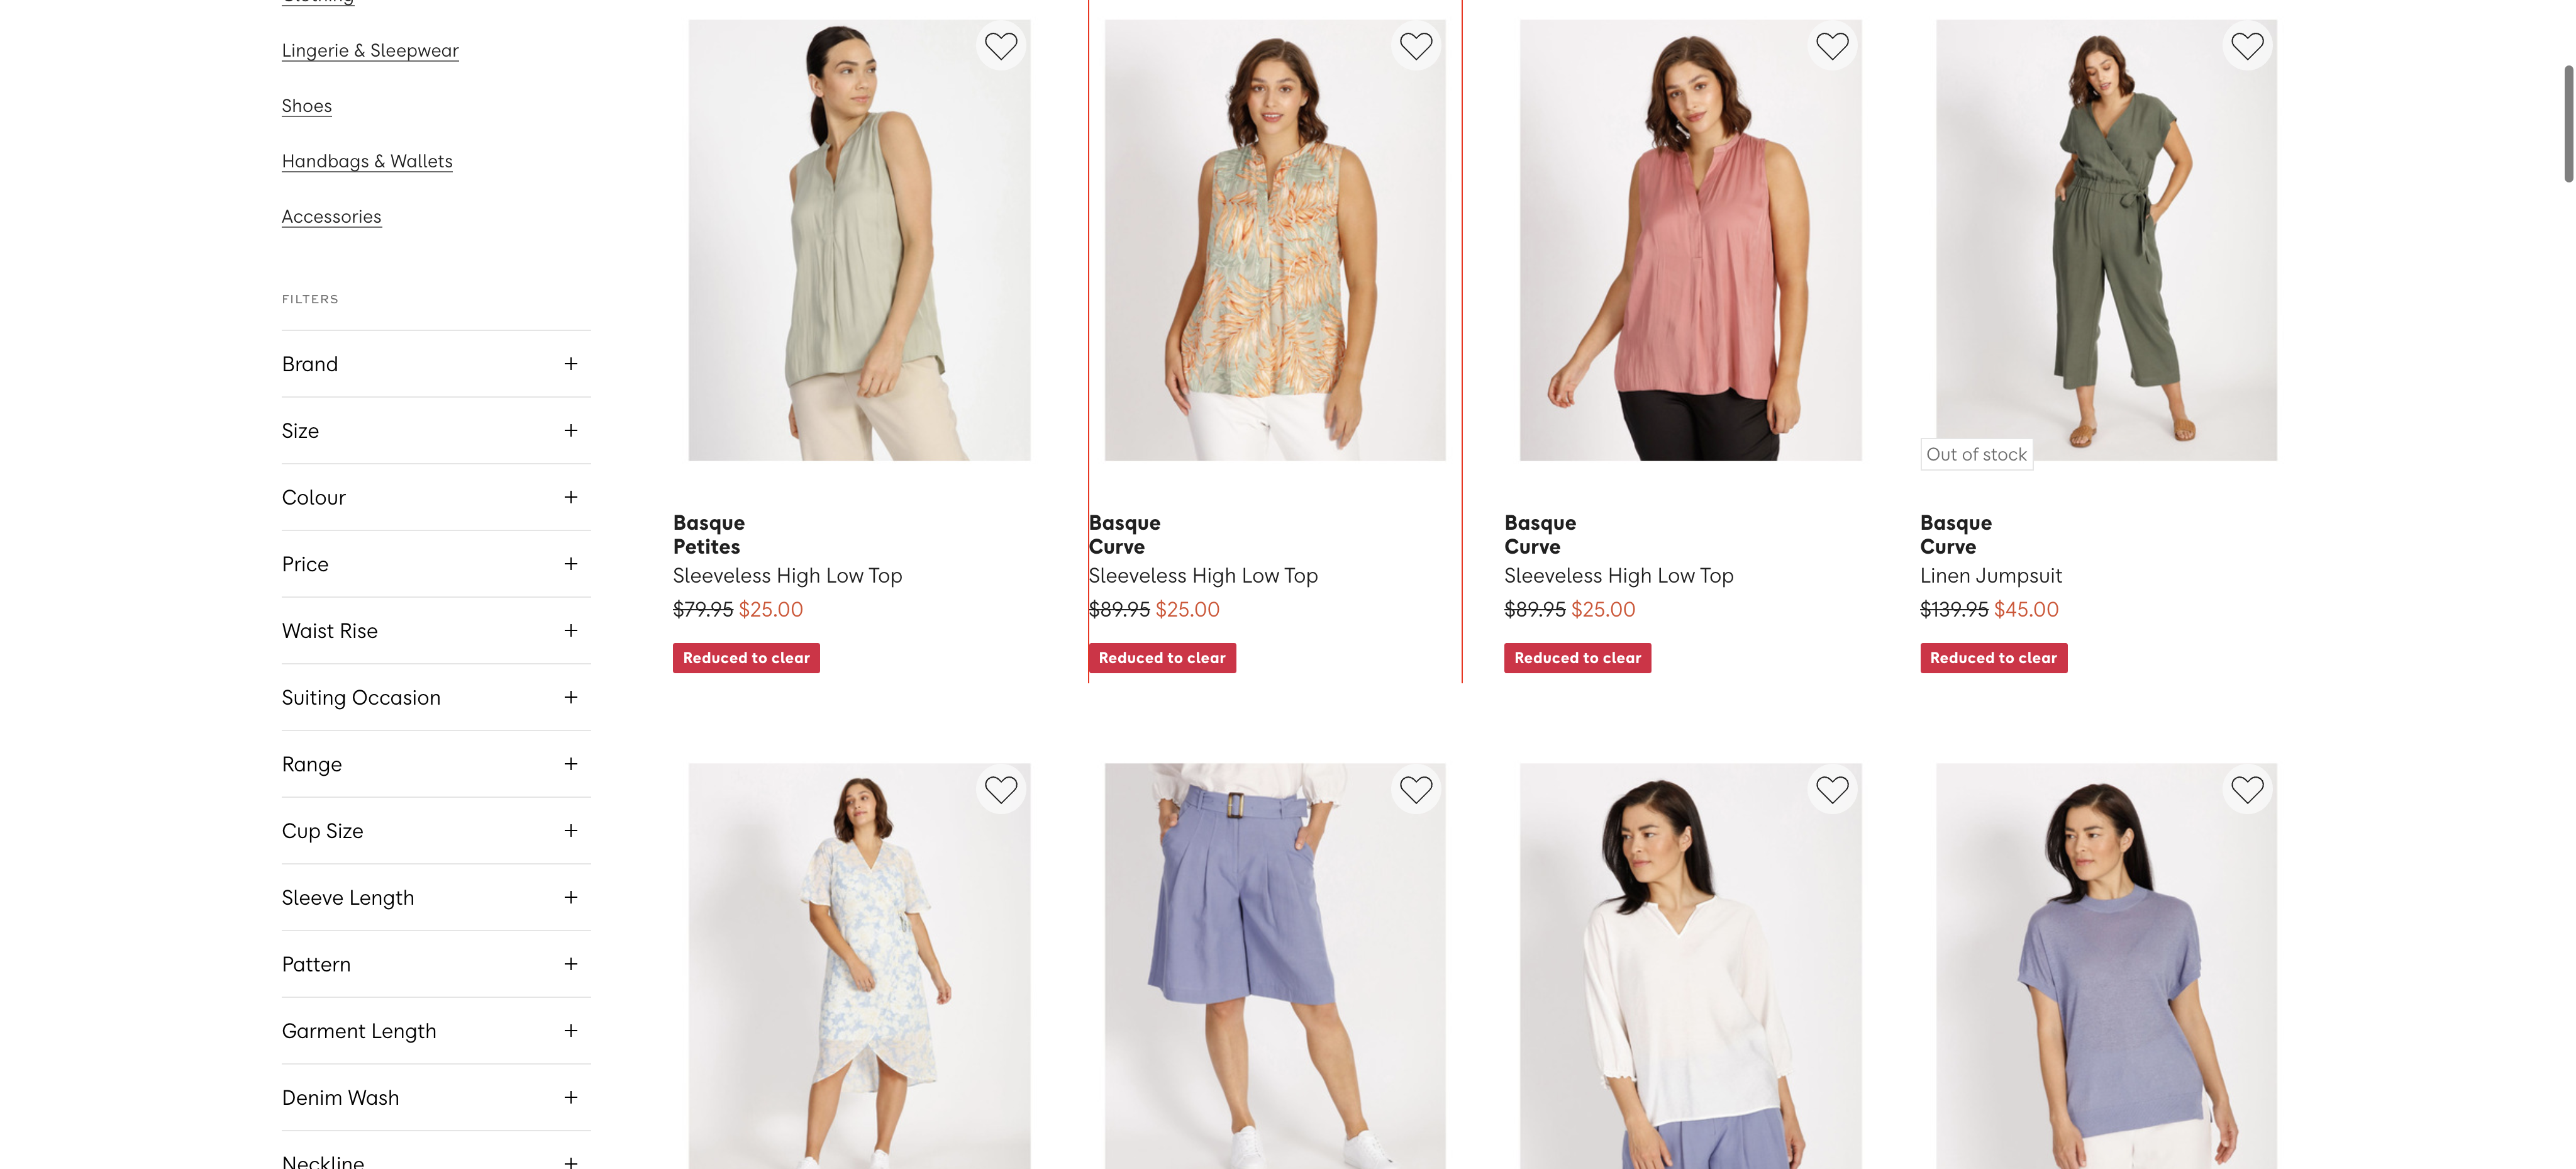 Clothing
Lingerie & Sleepwear
Shoes
Handbags & Wallets
Accessories
FILTERS
Brand
Size
Colour
Price
Waist Rise
Suiting Occasion
Range
Cup Size
Sleeve Length
Pattern
Garment Length
Denim Wash
Neckline
Basque
Petites
Sleeveless High Low Top
$79.95 $25.00
Reduced to clear
Basque
Curve
Sleeveless High Low Top
$89.95 $25.00
Reduced to clear
Basque
Curve
Sleeveless High Low Top
$89.95 $25.00
Reduced to clear
Out of stock
Basque
Curve
Linen Jumpsuit
$139.95 $45.00
Reduced to clear